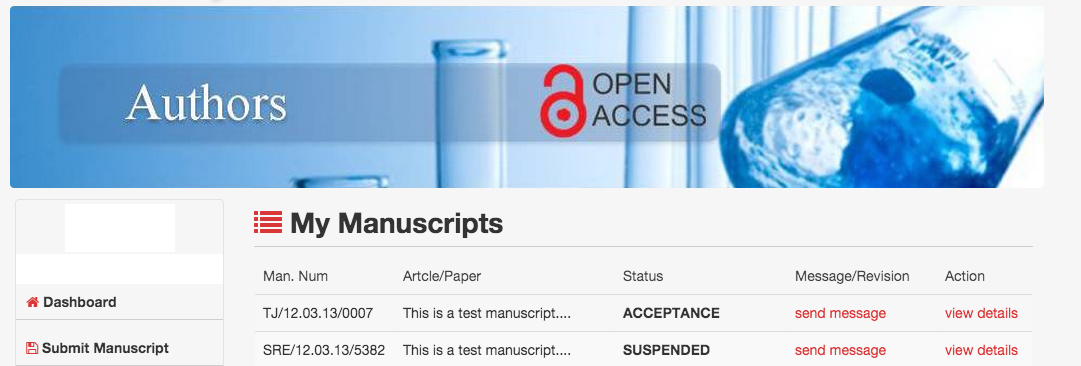 Authors
OPEN
ACCESS
My Manuscripts
Man. Num Artcle/Paper Status Message/Revision Action
TJ/12.03.13/0007 This is a test manuscript.... ACCEPTANCE send message view details
SRE/12.03.13/5382 This is a test manuscript.... SUSPENDED send message view details
Dashboard
Submit Manuscript